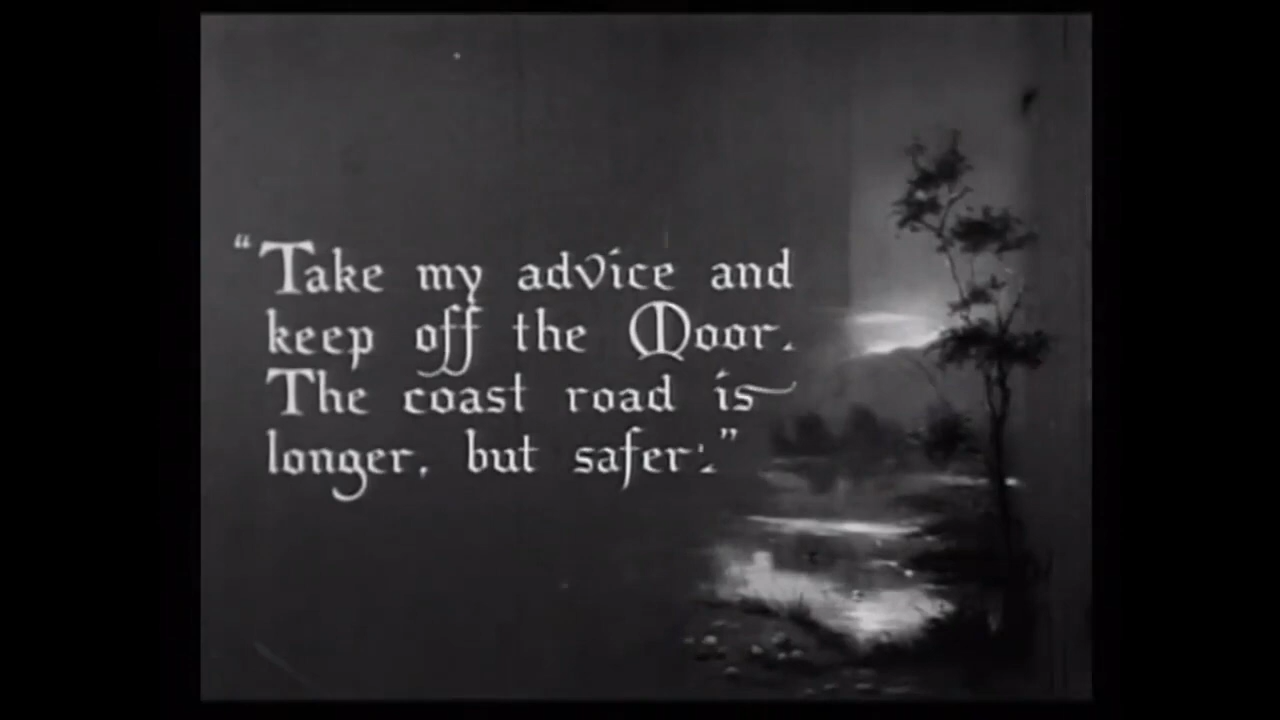 “Take my advice and
keep off the Moor.
The coast road is
longer, but safer.”